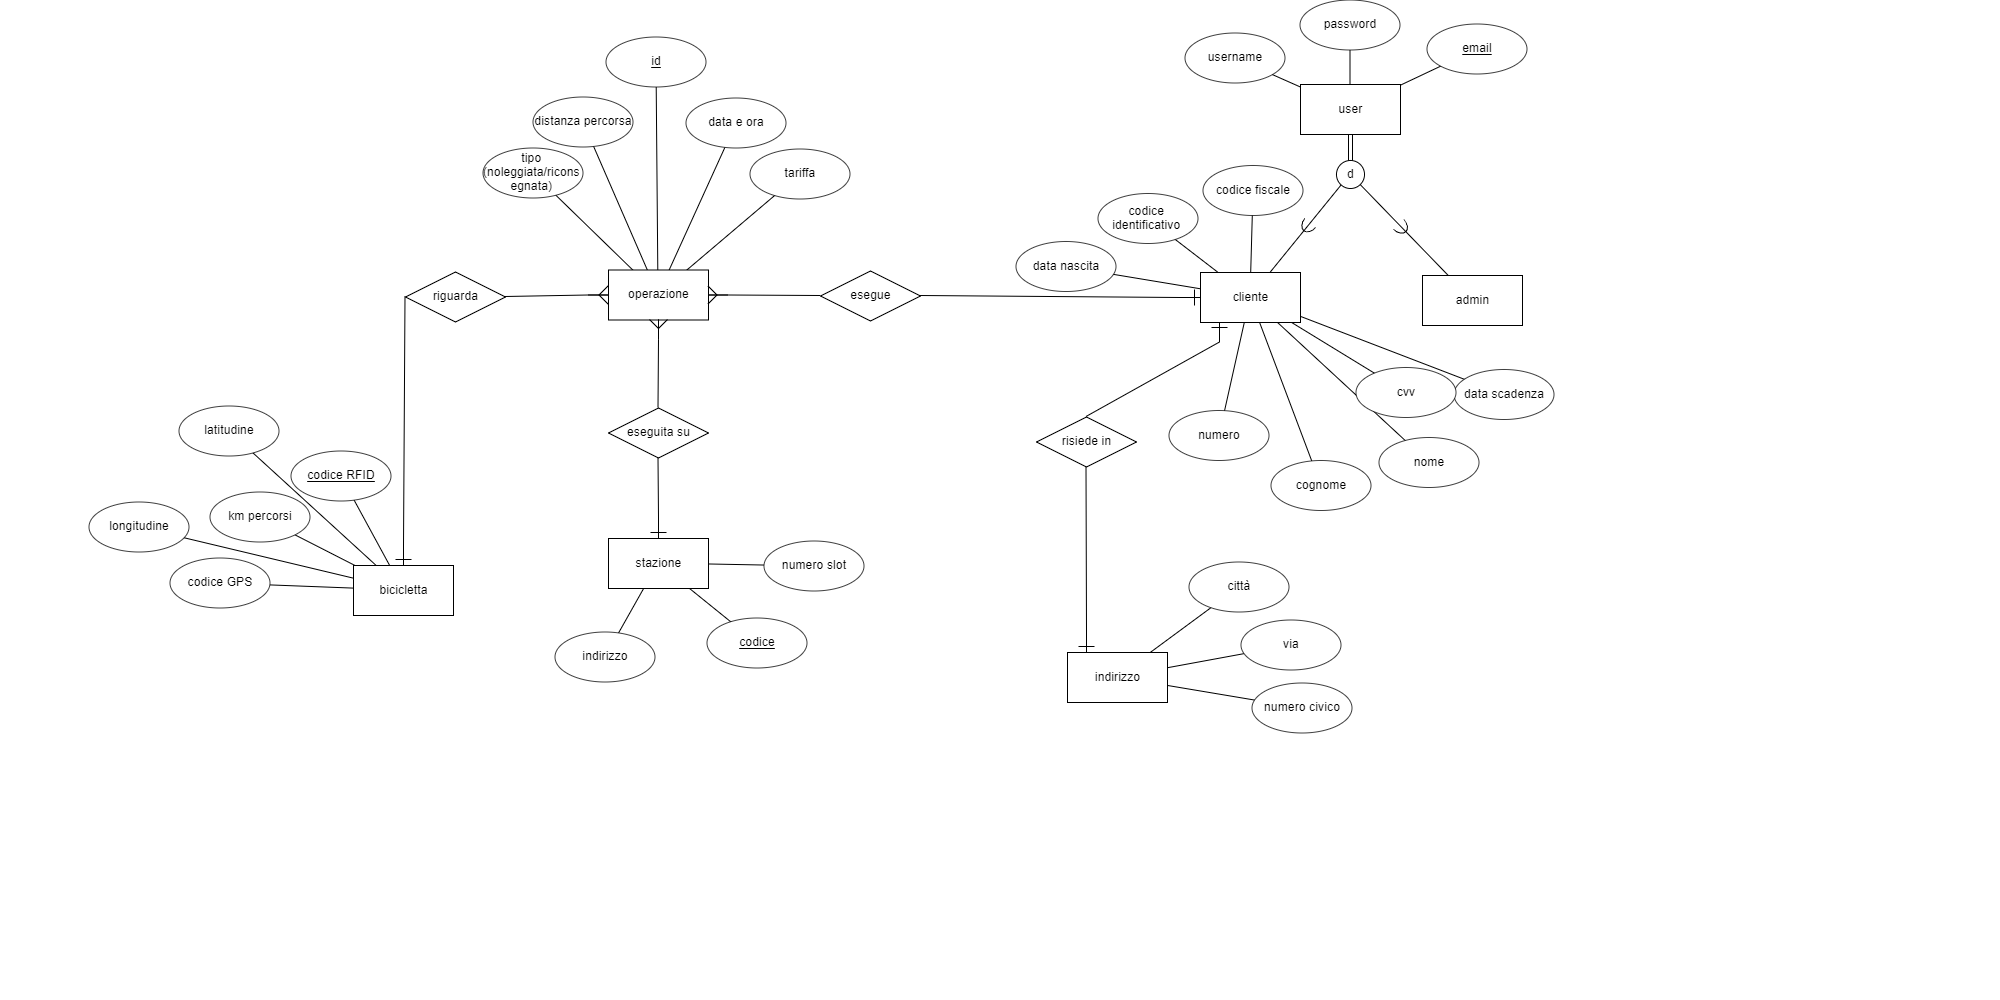 password
email
username
id
user
distanza percorsa
data e ora
tipo
(noleggiata/ricons
egnata)
tariffa
d
codice fiscale
codice
identificativo
data nascita
riguarda
operazione
esegue
cliente
admin
cvv
data scadenza
latitudine
eseguita su
risiede in
numero
nome
codice RFID
cognome
km percorsi
longitudine
stazione
numero slot
codice GPS
bicicletta
città
indirizzo
codice
via
indirizzo
numero civico